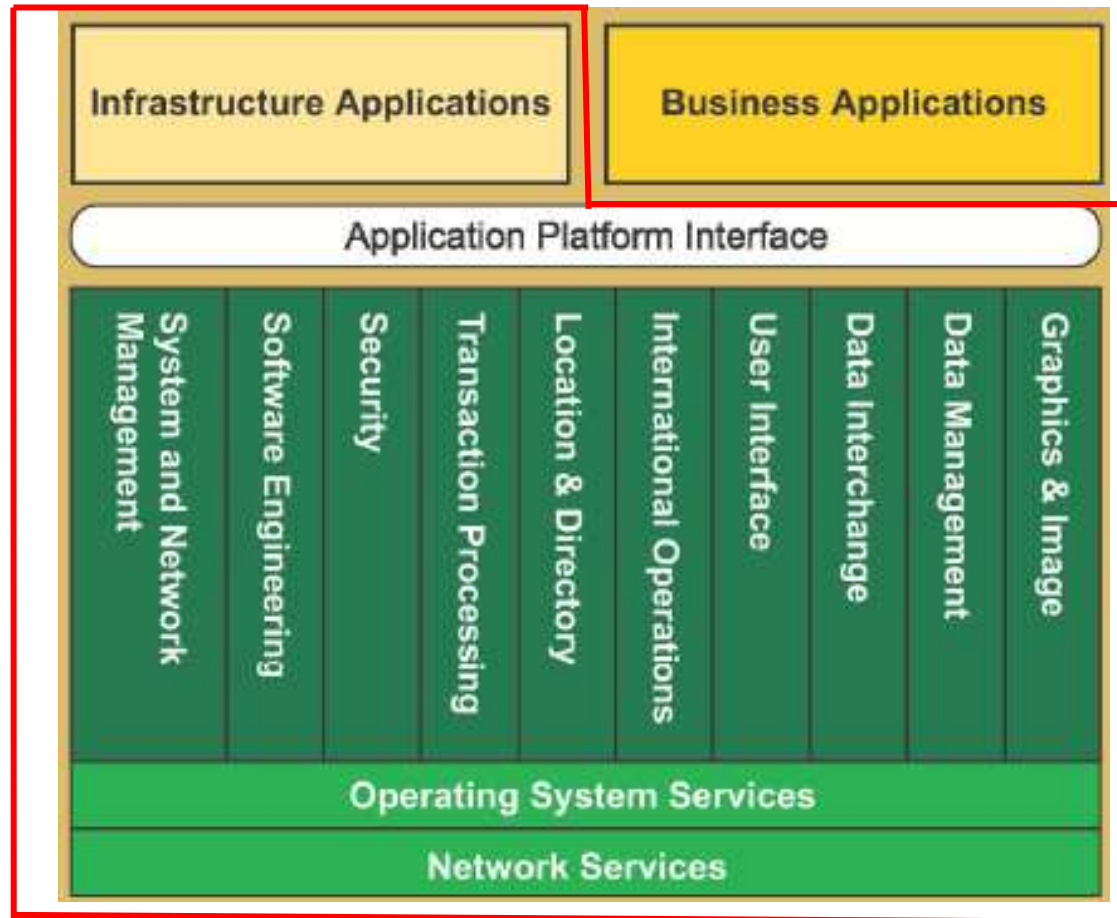 Infrastructure Applications
Business Applications
Application Platform Interface
System and Network
Management
Software Engineering
Security
Transaction Processing
Location & Directory
International Operations
User Interface
Data Interchange
Data Management
Graphics & Image
Operating System Services
Network Services